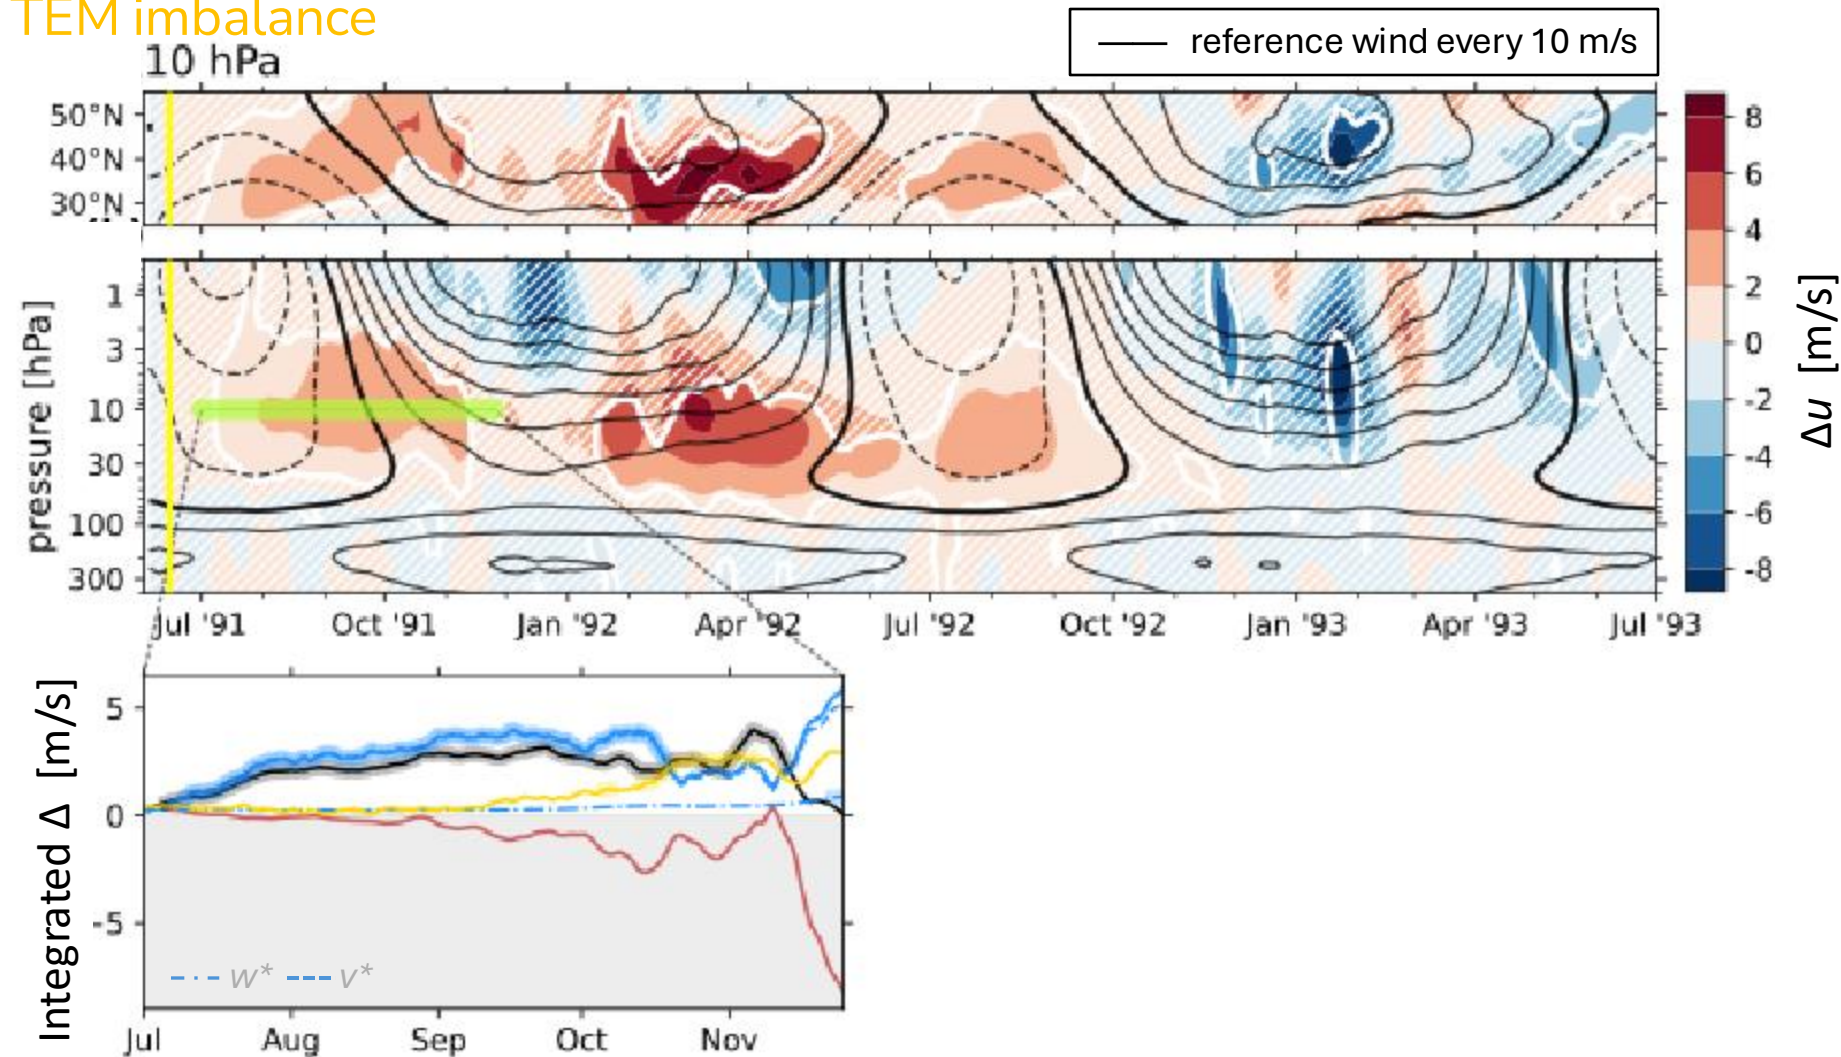 TEM imbalance
10 hPa
reference wind every 10 m/s
50°N
40°N
30°N
1
3
10
30
100
300
pressure [hPa]
Jul '91 Oct '91 Jan '92 Apr '92 Jul '92 Oct '92 Jan '93 Apr '93 Jul '93
8
6
4
2
0
-2
-4
-6
-8
Δu [m/s]
5
0
-5
Integrated Δ [m/s]
w* v*
Jul Aug Sep Oct Nov